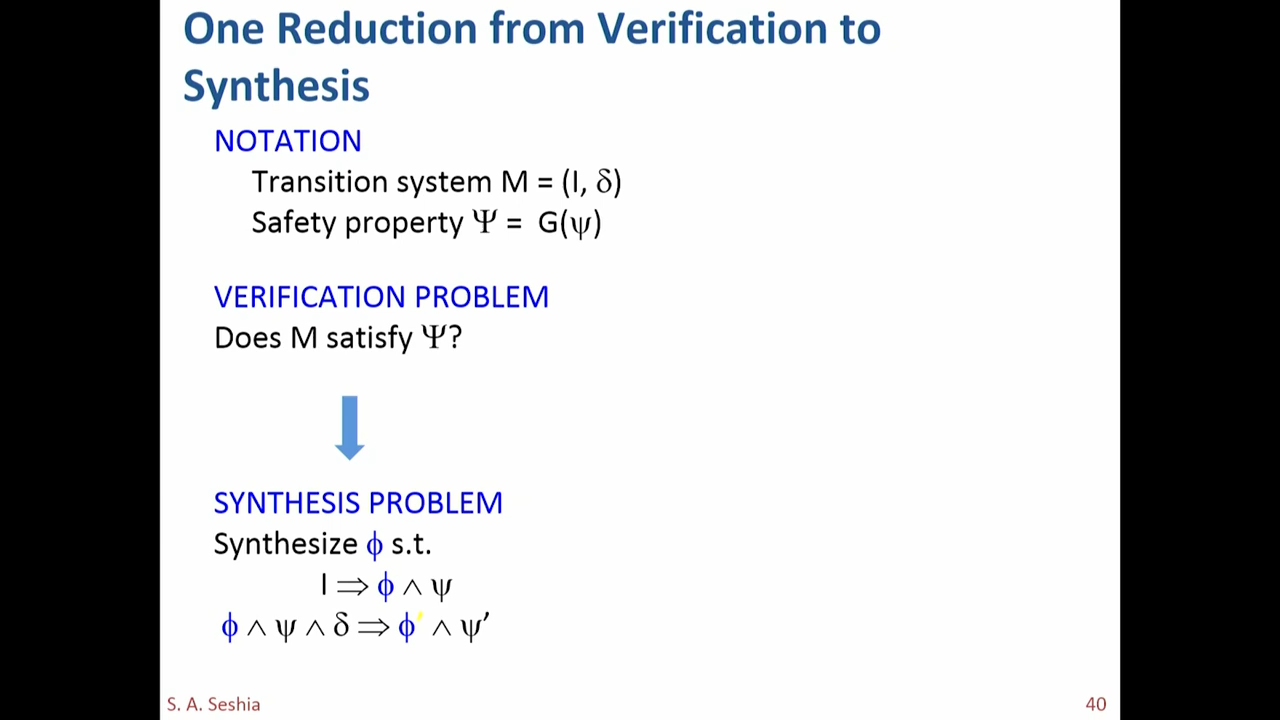 One Reduction from Verification to
Synthesis
NOTATION
Transition system M = (I, δ)
Safety property Ψ = G(ψ)
VERIFICATION PROBLEM
Does M satisfy Ψ?
SYNTHESIS PROBLEM
Synthesize ϕ s.t.
I ⇒ ϕ ∧ ψ
ϕ ∧ ψ ∧ δ ⇒ ϕ′ ∧ ψ′
S. A. Seshia
40